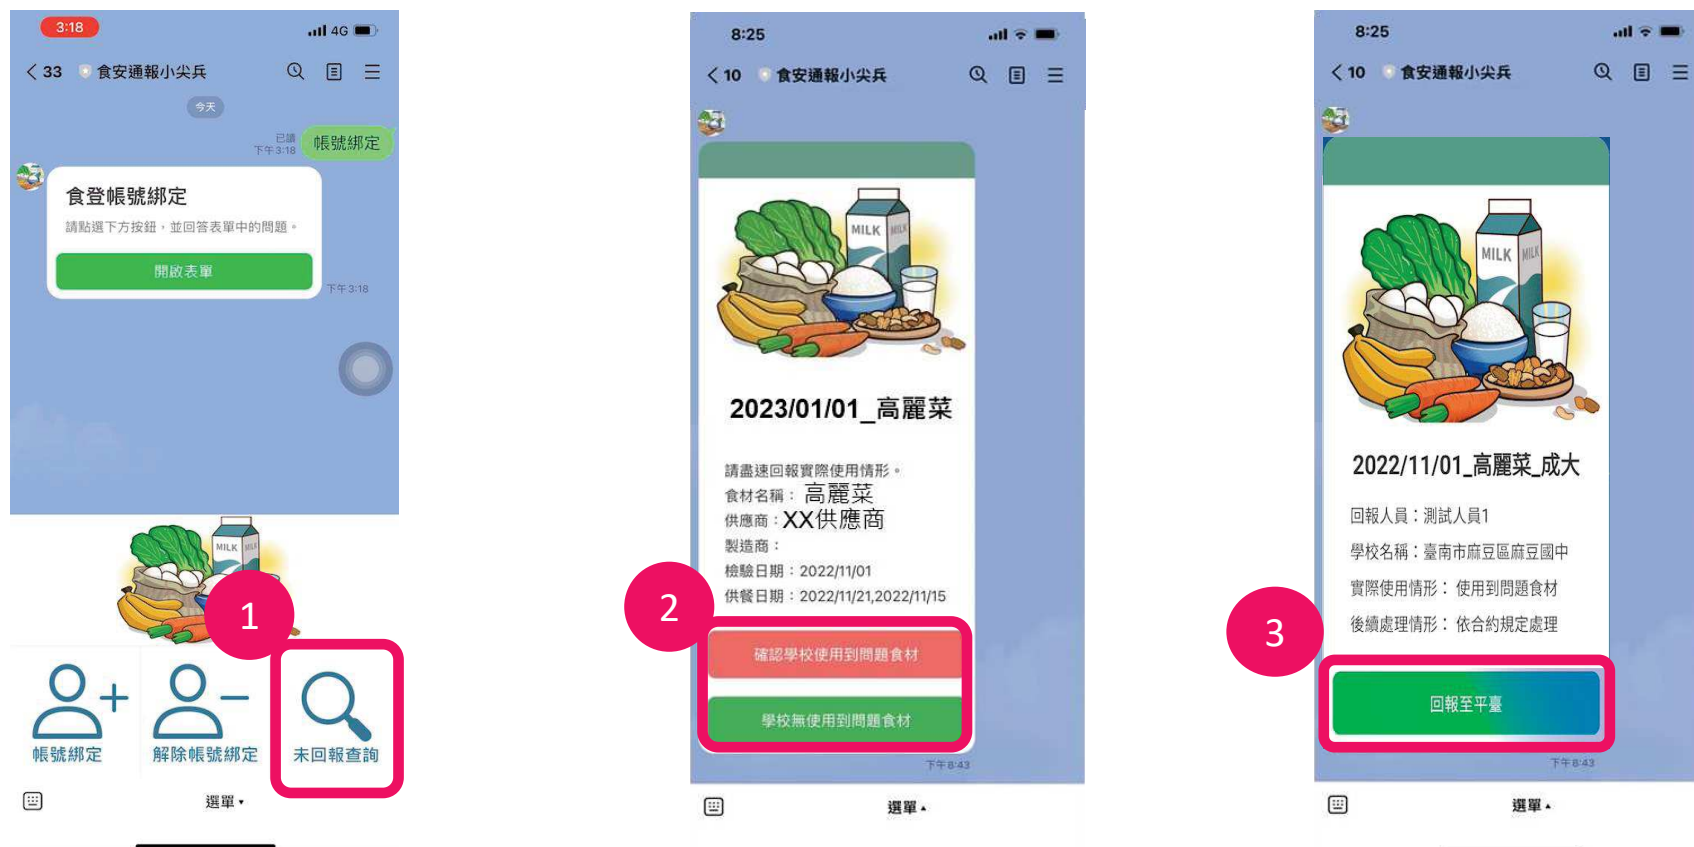 3:18
4G
33 食安通報小尖兵
今天
已讀
下午3:18
帳號綁定
食登帳號綁定
請點選下方按鈕，並回答表單中的問題。
開啟表單
下午3:18
MILK
MILK
1
帳號綁定
解除帳號綁定
未回報查詢
選單
8:25
10 食安通報小尖兵
MILK
MILK
2023/01/01_高麗菜
請盡速回報實際使用情形。
食材名稱：高麗菜
供應商：XX供應商
製造商：
檢驗日期：2022/11/01
供餐日期：2022/11/21,2022/11/15
2
確認學校使用到問題食材
學校無使用到問題食材
下午8:43
選單
8:25
10 食安通報小尖兵
MILK
MILK
2022/11/01_高麗菜_成大
回報人員：測試人員1
學校名稱：臺南市麻豆區麻豆國中
實際使用情形： 使用到問題食材
後續處理情形： 依合約規定處理
3
回報至平臺
下午8:43
選單